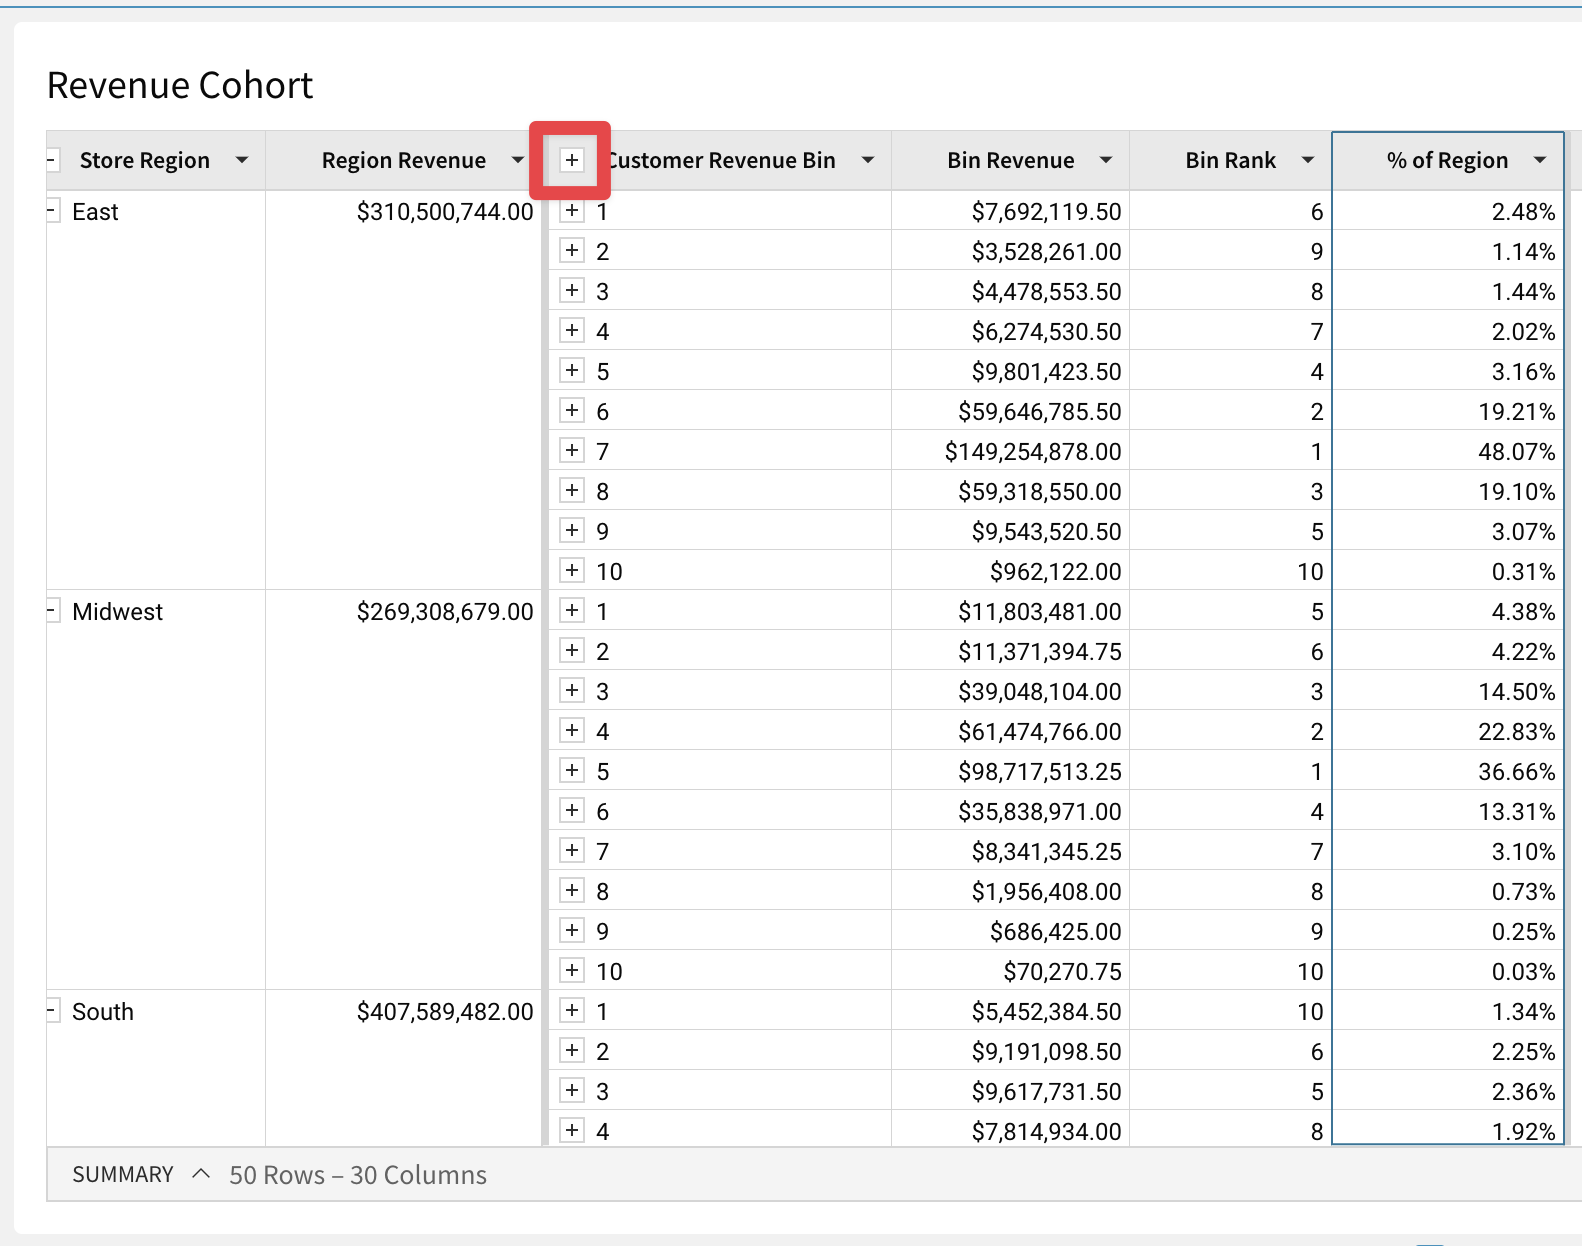 Revenue Cohort
Store Region Region Revenue Customer Revenue Bin Bin Revenue Bin Rank % of Region
East $310,500,744.00 1 $7,692,119.50 6 2.48%
2 $3,528,261.00 9 1.14%
3 $4,478,553.50 8 1.44%
4 $6,274,530.50 7 2.02%
5 $9,801,423.50 4 3.16%
6 $59,646,785.50 2 19.21%
7 $149,254,878.00 1 48.07%
8 $59,318,550.00 3 19.10%
9 $9,543,520.50 5 3.07%
10 $962,122.00 10 0.31%
Midwest $269,308,679.00 1 $11,803,481.00 5 4.38%
2 $11,371,394.75 6 4.22%
3 $39,048,104.00 3 14.50%
4 $61,474,766.00 2 22.83%
5 $98,717,513.25 1 36.66%
6 $35,838,971.00 4 13.31%
7 $8,341,345.25 7 3.10%
8 $1,956,408.00 8 0.73%
9 $686,425.00 9 0.25%
10 $70,270.75 10 0.03%
South $407,589,482.00 1 $5,452,384.50 10 1.34%
2 $9,191,098.50 6 2.25%
3 $9,617,731.50 5 2.36%
4 $7,814,934.00 8 1.92%
SUMMARY 50 Rows – 30 Columns